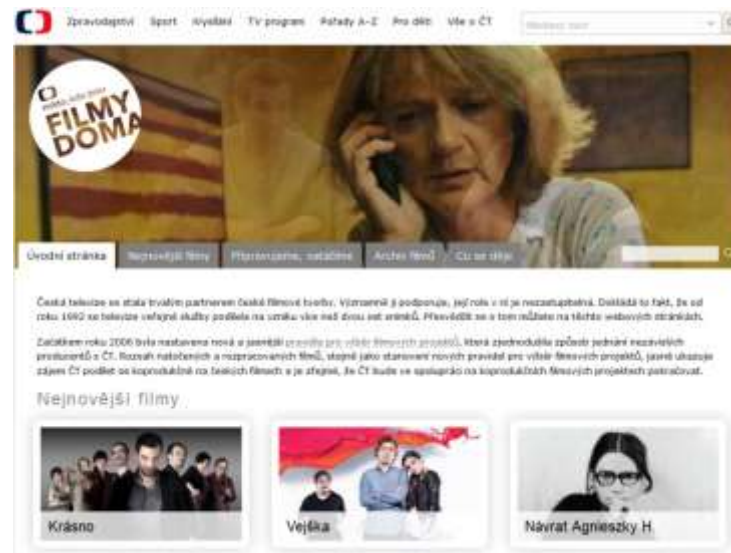 Zpravodajství Sport iVysílání TV program Pořady A-Z Pro děti Vše o ČT
FILMY
DOMA
Úvodní stránka Nejnovější filmy Připravujeme, natáčíme Archiv filmů Co se děje
Česká televize se stala trvalým partnerem české filmové tvorby. Významně ji podporuje, její role v ní je nezastupitelná. Dokládá to fakt, že od
roku 1992 se televize veřejné služby podílela na vzniku více než dvou set snímků. Přesvědčit se o tom můžete na těchto webových stránkách.
Začátkem roku 2006 byla nastavena nová a jasnější pravidla pro výběr filmových projektů, která zjednodušila způsob jednání nezávislých
producentů s ČT. Rozsah natočených a rozpracovaných filmů, stejně jako stanovení nových pravidel pro výběr filmových projektů, jasně ukazuje
zájem ČT podílet se koprodukčně na českých filmech a je zřejmé, že ČT bude ve spolupráci na koprodukčních filmových projektech pokračovat.
Nejnovější filmy
Krásno Vejška Návrat Agnieszky H.